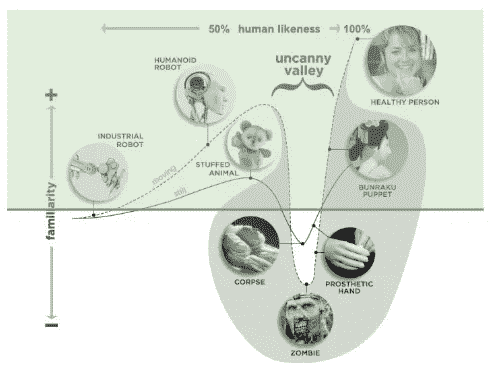 50% human likeness 100%
uncanny
valley
HUMANOID
ROBOT
HEALTHY PERSON
INDUSTRIAL
ROBOT
STUFFED
ANIMAL
moving
still
BUNRAKU
PUPPET
+
familiarity
−
CORPSE
PROSTHETIC
HAND
ZOMBIE